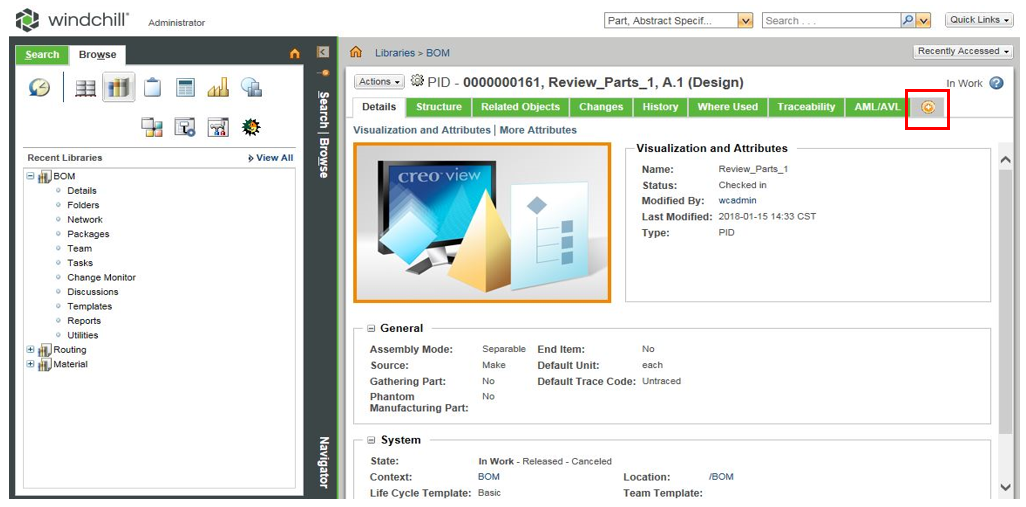 windchill® Administrator
Part, Abstract Specif... Search . . . Quick Links
Search Browse
Libraries > BOM
Recently Accessed
Actions PID - 0000000161, Review_Parts_1, A.1 (Design)
In Work
Details Structure Related Objects Changes History Where Used Traceability AML/AVL
Visualization and Attributes | More Attributes
Recent Libraries View All
BOM
Details
Folders
Network
Packages
Team
Tasks
Change Monitor
Discussions
Templates
Reports
Utilities
Routing
Material
Search | Browse
Navigator
creo view
Visualization and Attributes
Name: Review_Parts_1
Status: Checked in
Modified By: wcadmin
Last Modified: 2018-01-15 14:33 CST
Type: PID
General
Assembly Mode: Separable End Item: No
Source: Make Default Unit: each
Gathering Part: No Default Trace Code: Untraced
Phantom No
Manufacturing Part:
System
State: In Work - Released - Canceled
Context: BOM Location: /BOM
Life Cycle Template: Basic Team Template: